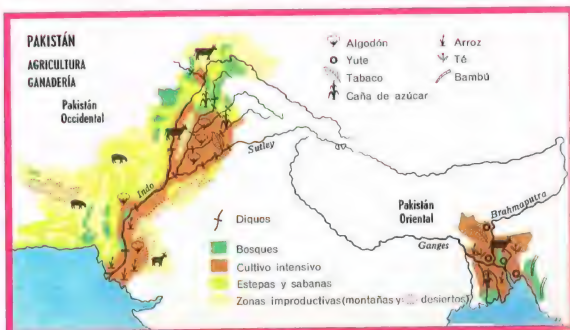 PAKISTÁN
AGRICULTURA
GANADERÍA
Pakistán
Occidental
Algodón
Yute
Tabaco
Caña de azúcar
Arroz
Té
Bambú
Sutley
Indo
Diques
Bosques
Cultivo intensivo
Estepas y sabanas
Zonas improductivas (montañas y desiertos)
Pakistán
Oriental
Brahmaputra
Ganges